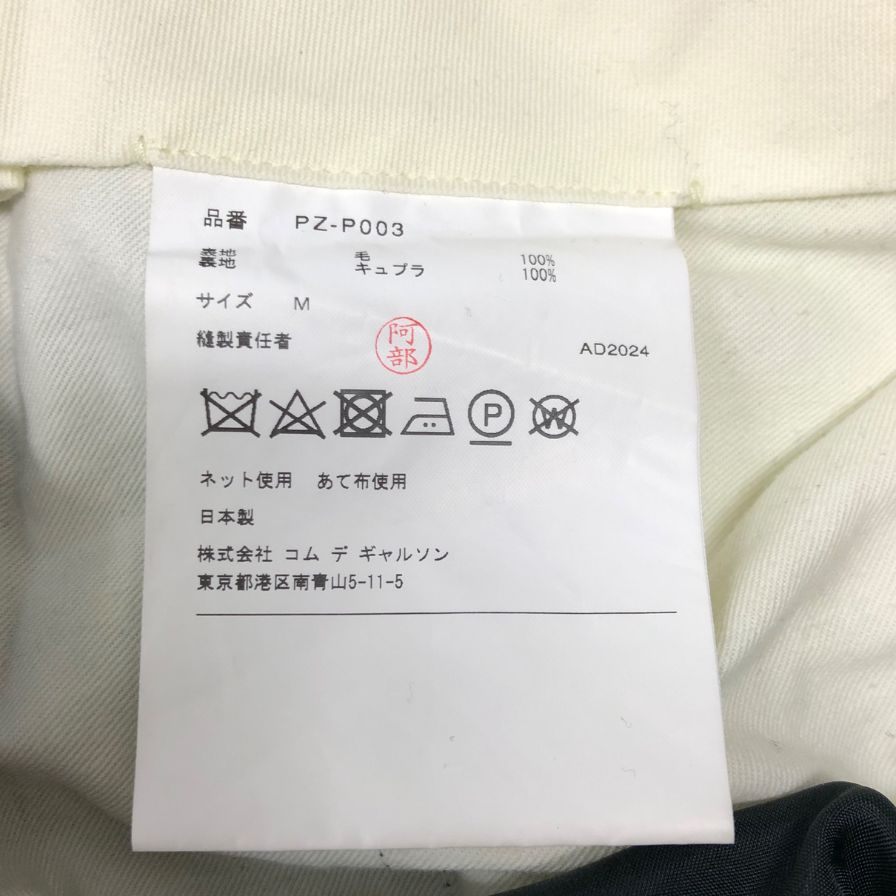 品番 PZ-P003
表地 毛 100%
裏地 キュプラ 100%
サイズ M
縫製責任者 阿部 AD2024
P W
ネット使用 あて布使用
日本製
株式会社 コム デ ギャルソン
東京都港区南青山5-11-5